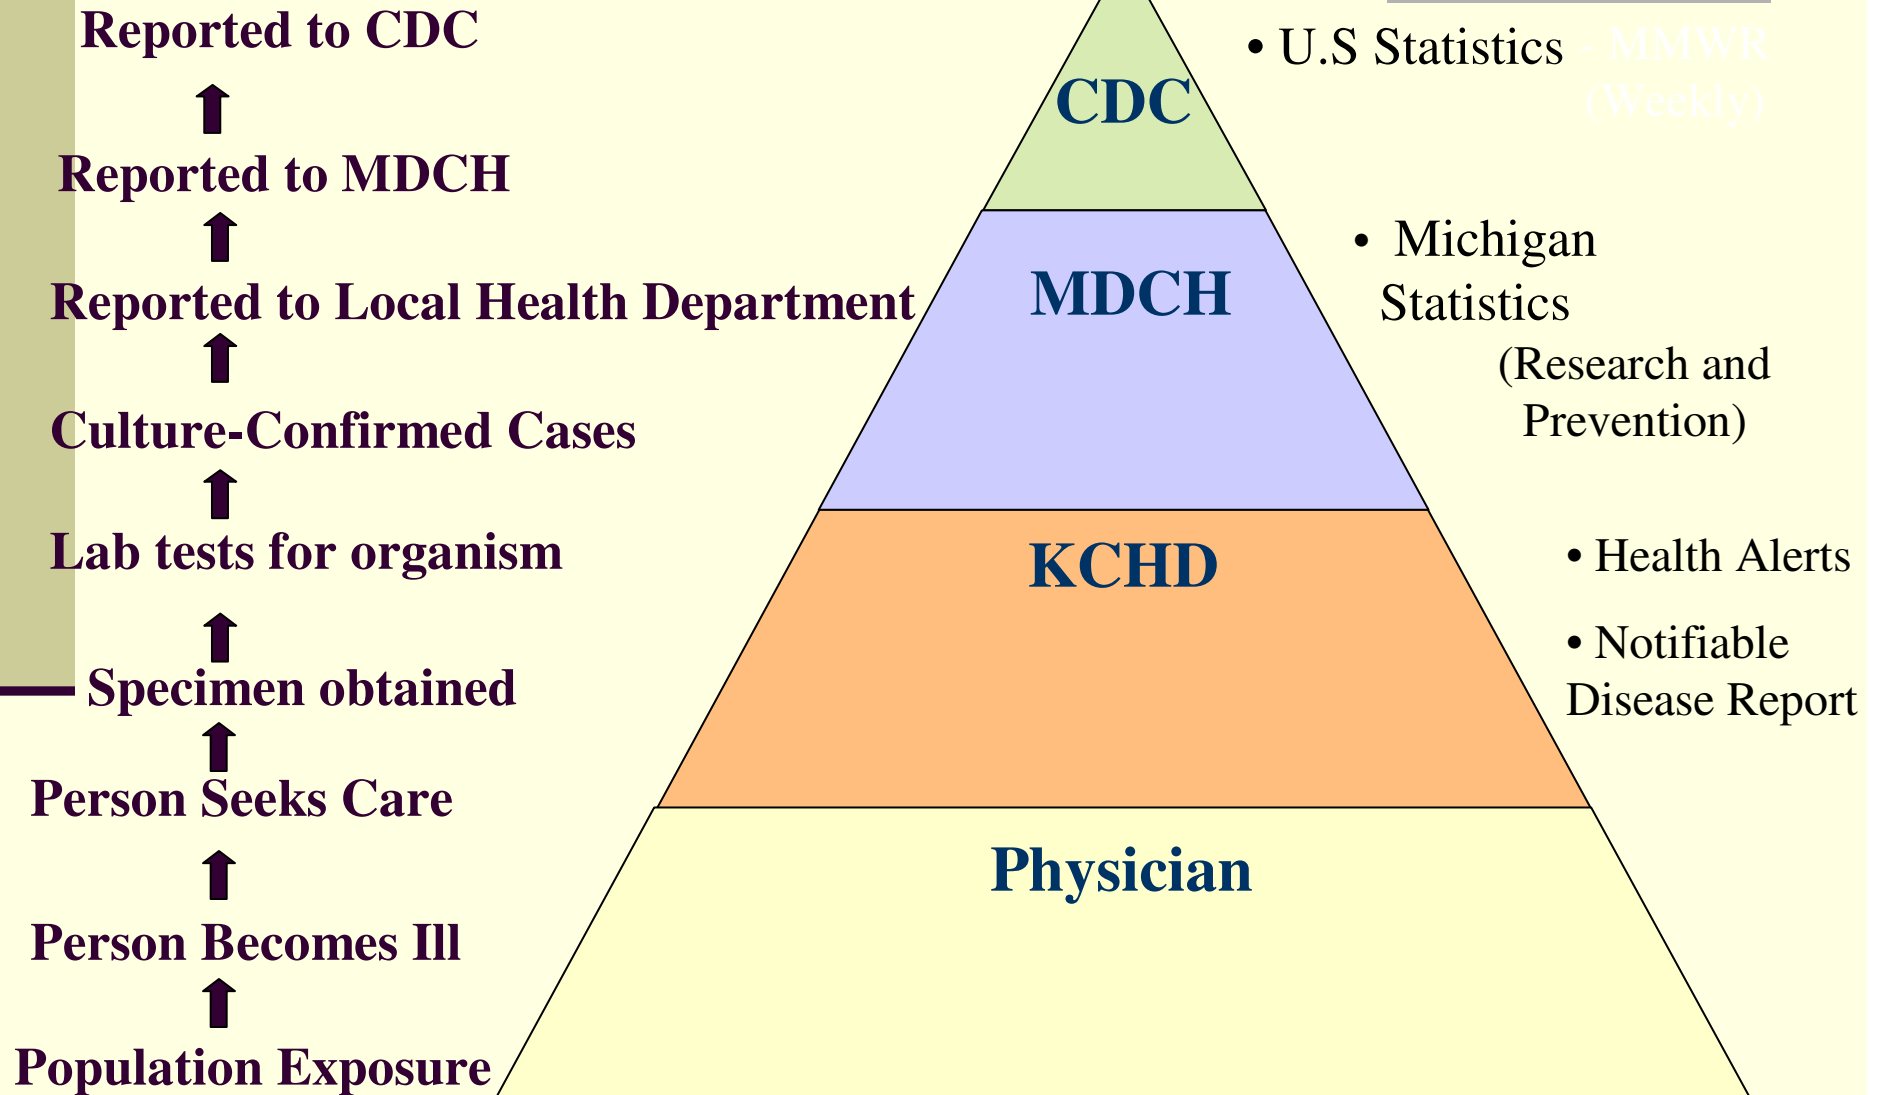 Reported to CDC
Reported to MDCH
Reported to Local Health Department
Culture-Confirmed Cases
Lab tests for organism
Specimen obtained
Person Seeks Care
Person Becomes Ill
Population Exposure
CDC
MDCH
KCHD
Physician
• U.S Statistics - MMWR
(Weekly)
• Michigan
Statistics
(Research and
Prevention)
• Health Alerts
• Notifiable
Disease Report